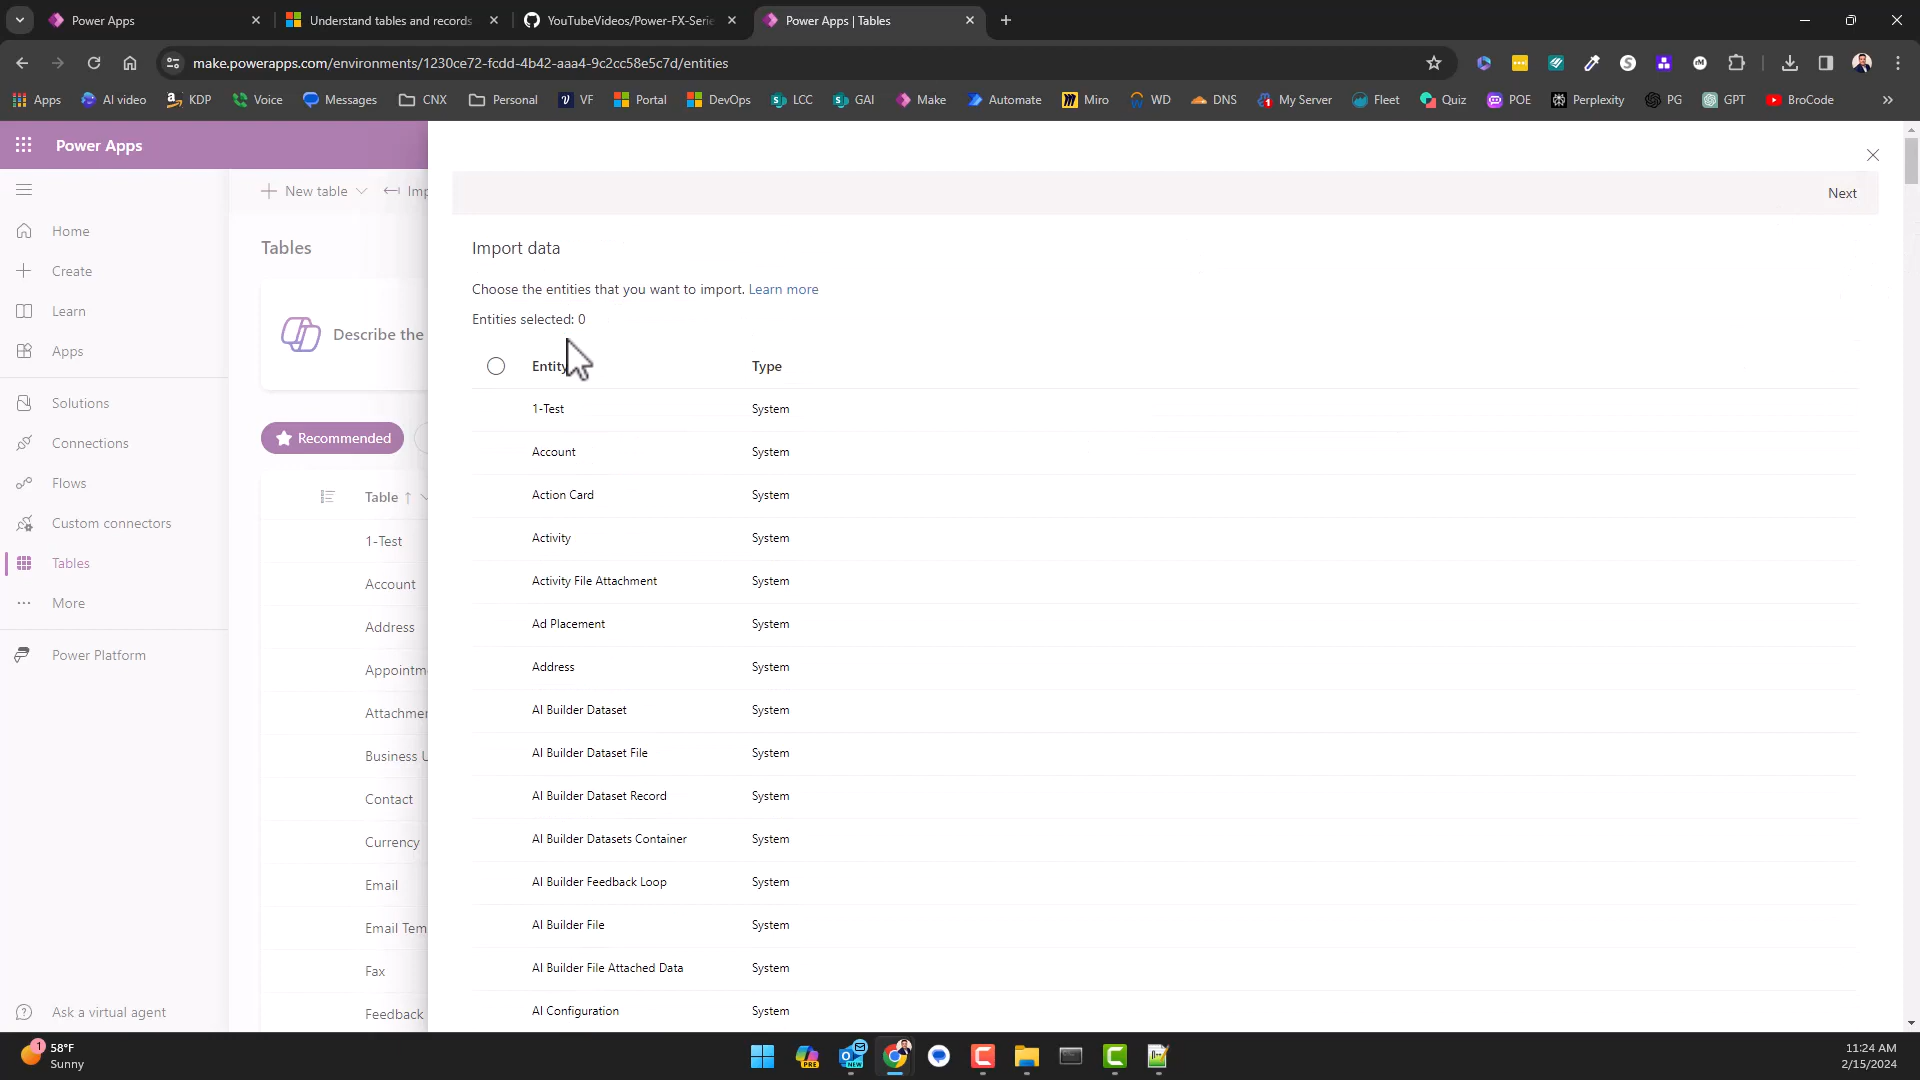 Power Apps
Understand tables and records
YouTubeVideos/Power-FX-Serie
Power Apps | Tables
make.powerapps.com/environments/1230ce72-fcdd-4b42-aaa4-9c2cc58e5c7d/entities
Apps
AI video
KDP
Voice
Messages
CNX
Personal
VF
Portal
DevOps
LCC
GAI
Make
Automate
Miro
WD
DNS
My Server
Fleet
Quiz
POE
Perplexity
PG
GPT
BroCode
Power Apps
Home
Create
Learn
Apps
Solutions
Connections
Flows
Custom connectors
Tables
More
Power Platform
Ask a virtual agent
New table
Imp
Tables
Describe the
Recommended
Table
1-Test
Account
Address
Appointm
Attachmen
Business U
Contact
Currency
Email
Email Tem
Fax
Feedback
Next
Import data
Choose the entities that you want to import. Learn more
Entities selected: 0
Entity Type
1-Test System
Account System
Action Card System
Activity System
Activity File Attachment System
Ad Placement System
Address System
AI Builder Dataset System
AI Builder Dataset File System
AI Builder Dataset Record System
AI Builder Datasets Container System
AI Builder Feedback Loop System
AI Builder File System
AI Builder File Attached Data System
AI Configuration System
1
58°F
Sunny
PRE
NEW
11:24 AM
2/15/2024